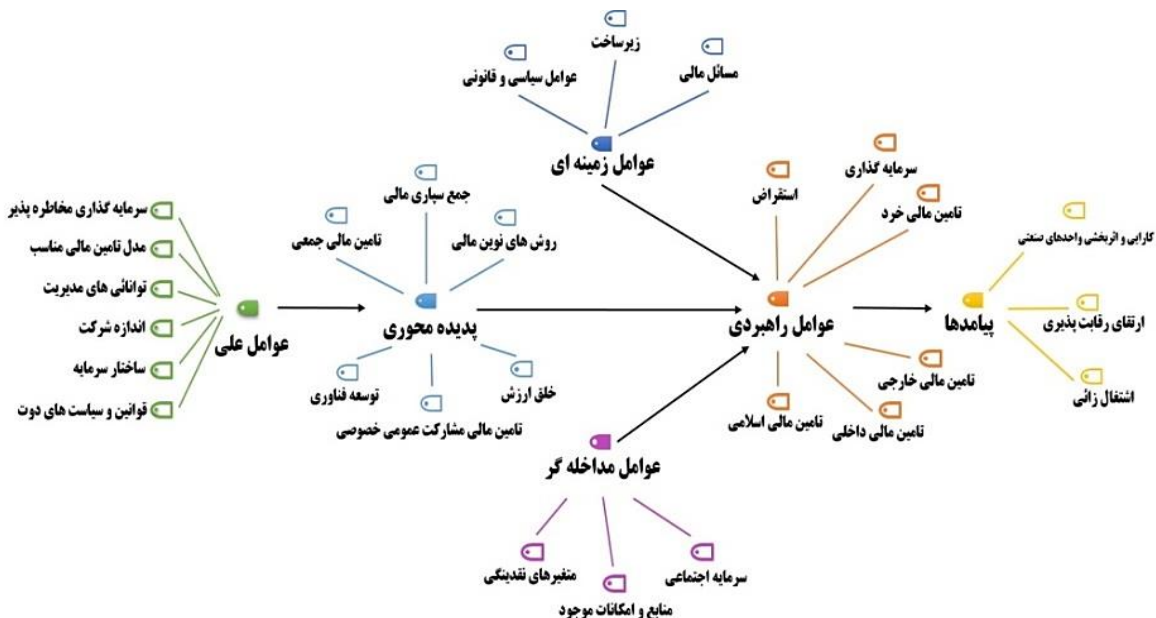 زیرساخت
عوامل سیاسی و قانونی
مسائل مالی
عوامل زمینه ای
سرمایه گذاری
استقراض
تامین مالی خرد
جمع سپاری مالی
تامین مالی جمعی
روش های نوین مالی
سرمایه گذاری مخاطره پذیر
مدل تامین مالی مناسب
توانائی های مدیریت
اندازه شرکت
ساختار سرمایه
قوانین و سیاست های دوت
عوامل علی
پدیده محوری
توسعه فناوری
خلق ارزش
تامین مالی مشارکت عمومی خصوصی
عوامل راهبردی
تامین مالی خارجی
تامین مالی داخلی
تامین مالی اسلامی
کارایی و اثربخشی واحدهای صنعتی
پیامدها
ارتقای رقابت پذیری
اشتغال زائی
عوامل مداخله گر
متغیرهای نقدینگی
سرمایه اجتماعی
منابع و امکانات موجود